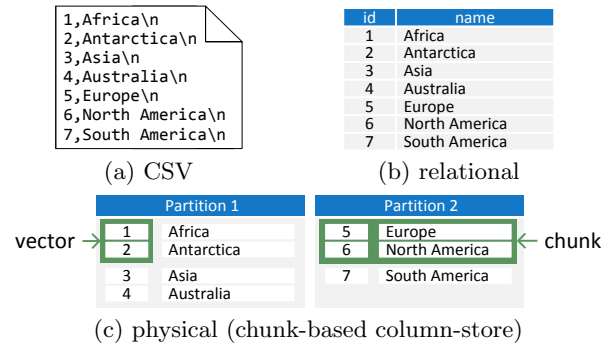 1,Africa\n
2,Antarctica\n
3,Asia\n
4,Australia\n
5,Europe\n
6,North America\n
7,South America\n
(a) CSV
id name
1 Africa
2 Antarctica
3 Asia
4 Australia
5 Europe
6 North America
7 South America
(b) relational
Partition 1
vector
1 Africa
2 Antarctica
3 Asia
4 Australia
Partition 2
5 Europe
6 North America
chunk
7 South America
(c) physical (chunk-based column-store)